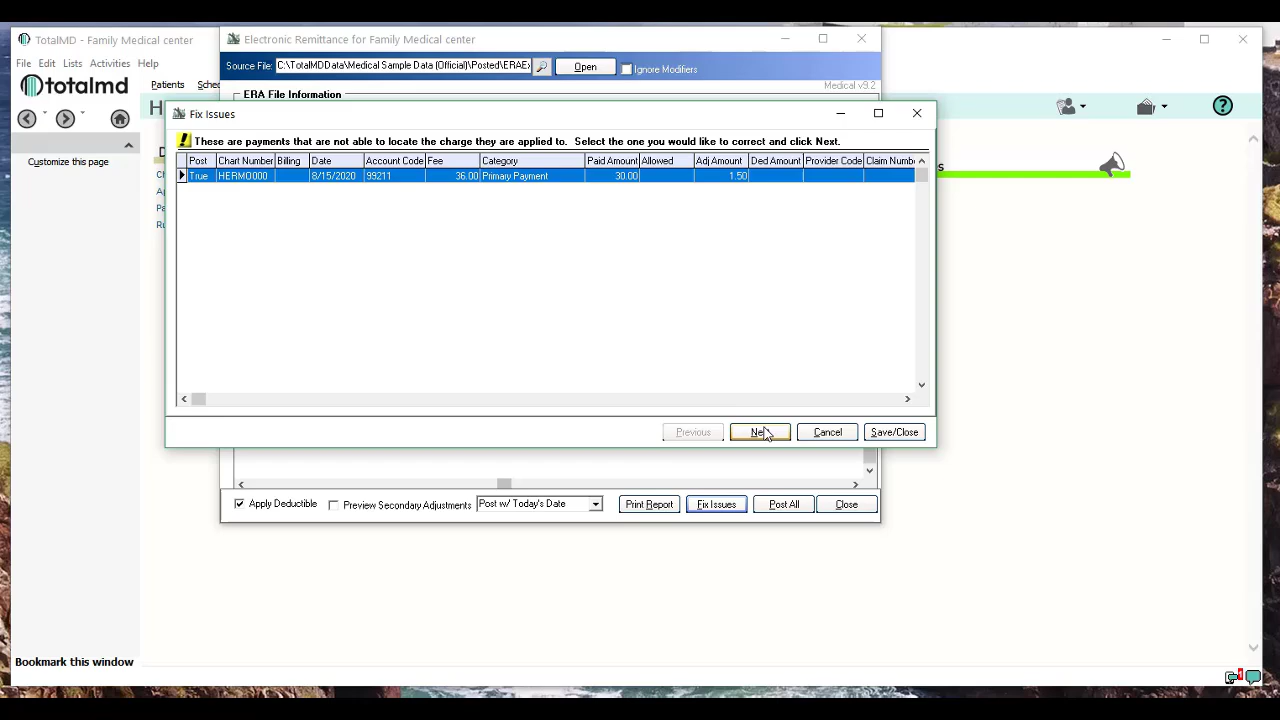 TotalMD - Family Medical center
File Edit Lists Activities Help
totalmd
Patients
Customize this page
Electronic Remittance for Family Medical center
Source File: C:\TotalMDData\Medical Sample Data (Official)\Posted\ERAEx Open Ignore Modifiers
Medical v9.2
ERA File Information
Fix Issues
These are payments that are not able to locate the charge they are applied to. Select the one you would like to correct and click Next.
Post Chart Number Billing Date Account Code Fee Category Paid Amount Allowed Adj Amount Ded Amount Provider Code Claim Numb
True HERMO000 8/15/2020 99211 36.00 Primary Payment 30.00 1.50
Previous Cancel Save/Close
Apply Deductible Preview Secondary Adjustments Post w/ Today's Date Print Report Fix Issues Post All Close
Bookmark this window